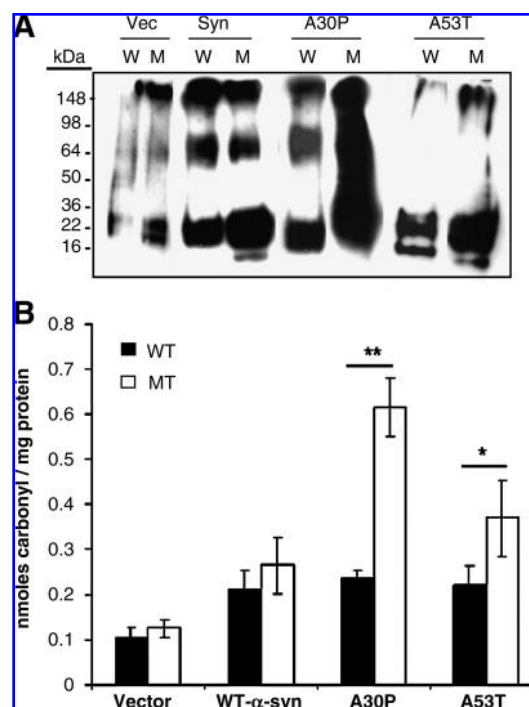 A
Vec Syn A30P A53T
kDa W M W M W M W M
148
98
64
50
36
22
16
B
0.8
0.7
0.6
0.5
0.4
0.3
0.2
0.1
0
nmoles carbonyl / mg protein
WT
MT
**
*
Vector WT-α-syn A30P A53T